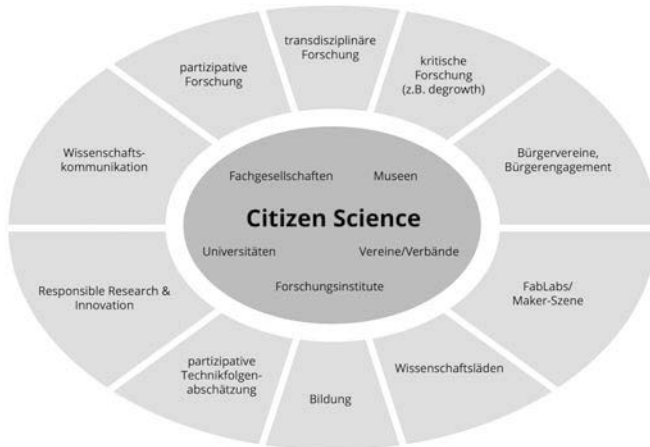 transdisziplinäre
Forschung
kritische
Forschung
(z.B. degrowth)
Bürgervereine,
Bürgerengagement
FabLabs/
Maker-Szene
Wissenschaftsläden
Bildung
partizipative
Technikfolgen-
abschätzung
Responsible Research &
Innovation
Wissenschafts-
kommunikation
partizipative
Forschung
Fachgesellschaften
Museen
Citizen Science
Universitäten
Vereine/Verbände
Forschungsinstitute